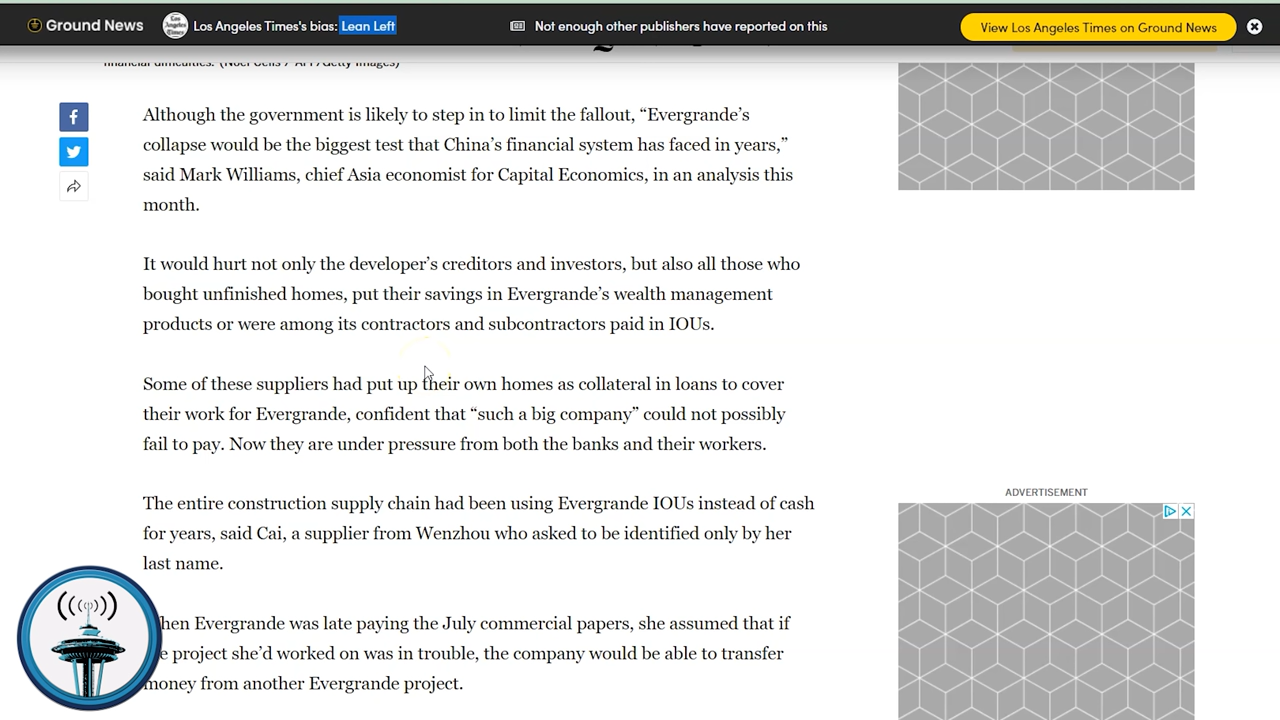 Ground News
Los Angeles Times
Los Angeles Times's bias: Lean Left
Not enough other publishers have reported on this
View Los Angeles Times on Ground News
financial difficulties. (Noel Celis / AFP/Getty Images)
Although the government is likely to step in to limit the fallout, “Evergrande’s
collapse would be the biggest test that China’s financial system has faced in years,”
said Mark Williams, chief Asia economist for Capital Economics, in an analysis this
month.
It would hurt not only the developer’s creditors and investors, but also all those who
bought unfinished homes, put their savings in Evergrande’s wealth management
products or were among its contractors and subcontractors paid in IOUs.
Some of these suppliers had put up their own homes as collateral in loans to cover
their work for Evergrande, confident that “such a big company” could not possibly
fail to pay. Now they are under pressure from both the banks and their workers.
ADVERTISEMENT
The entire construction supply chain had been using Evergrande IOUs instead of cash
for years, said Cai, a supplier from Wenzhou who asked to be identified only by her
last name.
hen Evergrande was late paying the July commercial papers, she assumed that if
e project she’d worked on was in trouble, the company would be able to transfer
money from another Evergrande project.